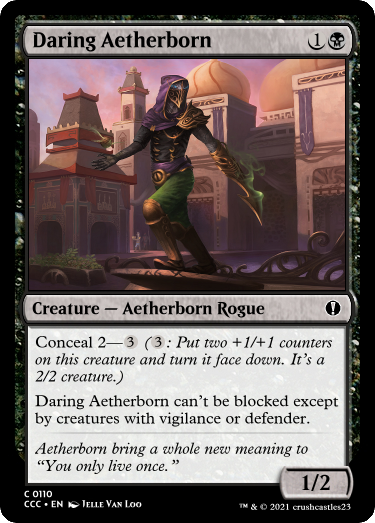 Daring Aetherborn 1
Creature — Aetherborn Rogue
Conceal 2—3 (3: Put two +1/+1 counters
on this creature and turn it face down. It's a
2/2 creature.)
Daring Aetherborn can't be blocked except
by creatures with vigilance or defender.
Aetherborn bring a whole new meaning to
“You only live once.”
1/2
C 0110
CCC • EN Jelle Van Loo
™ & © 2021 crushcastles23